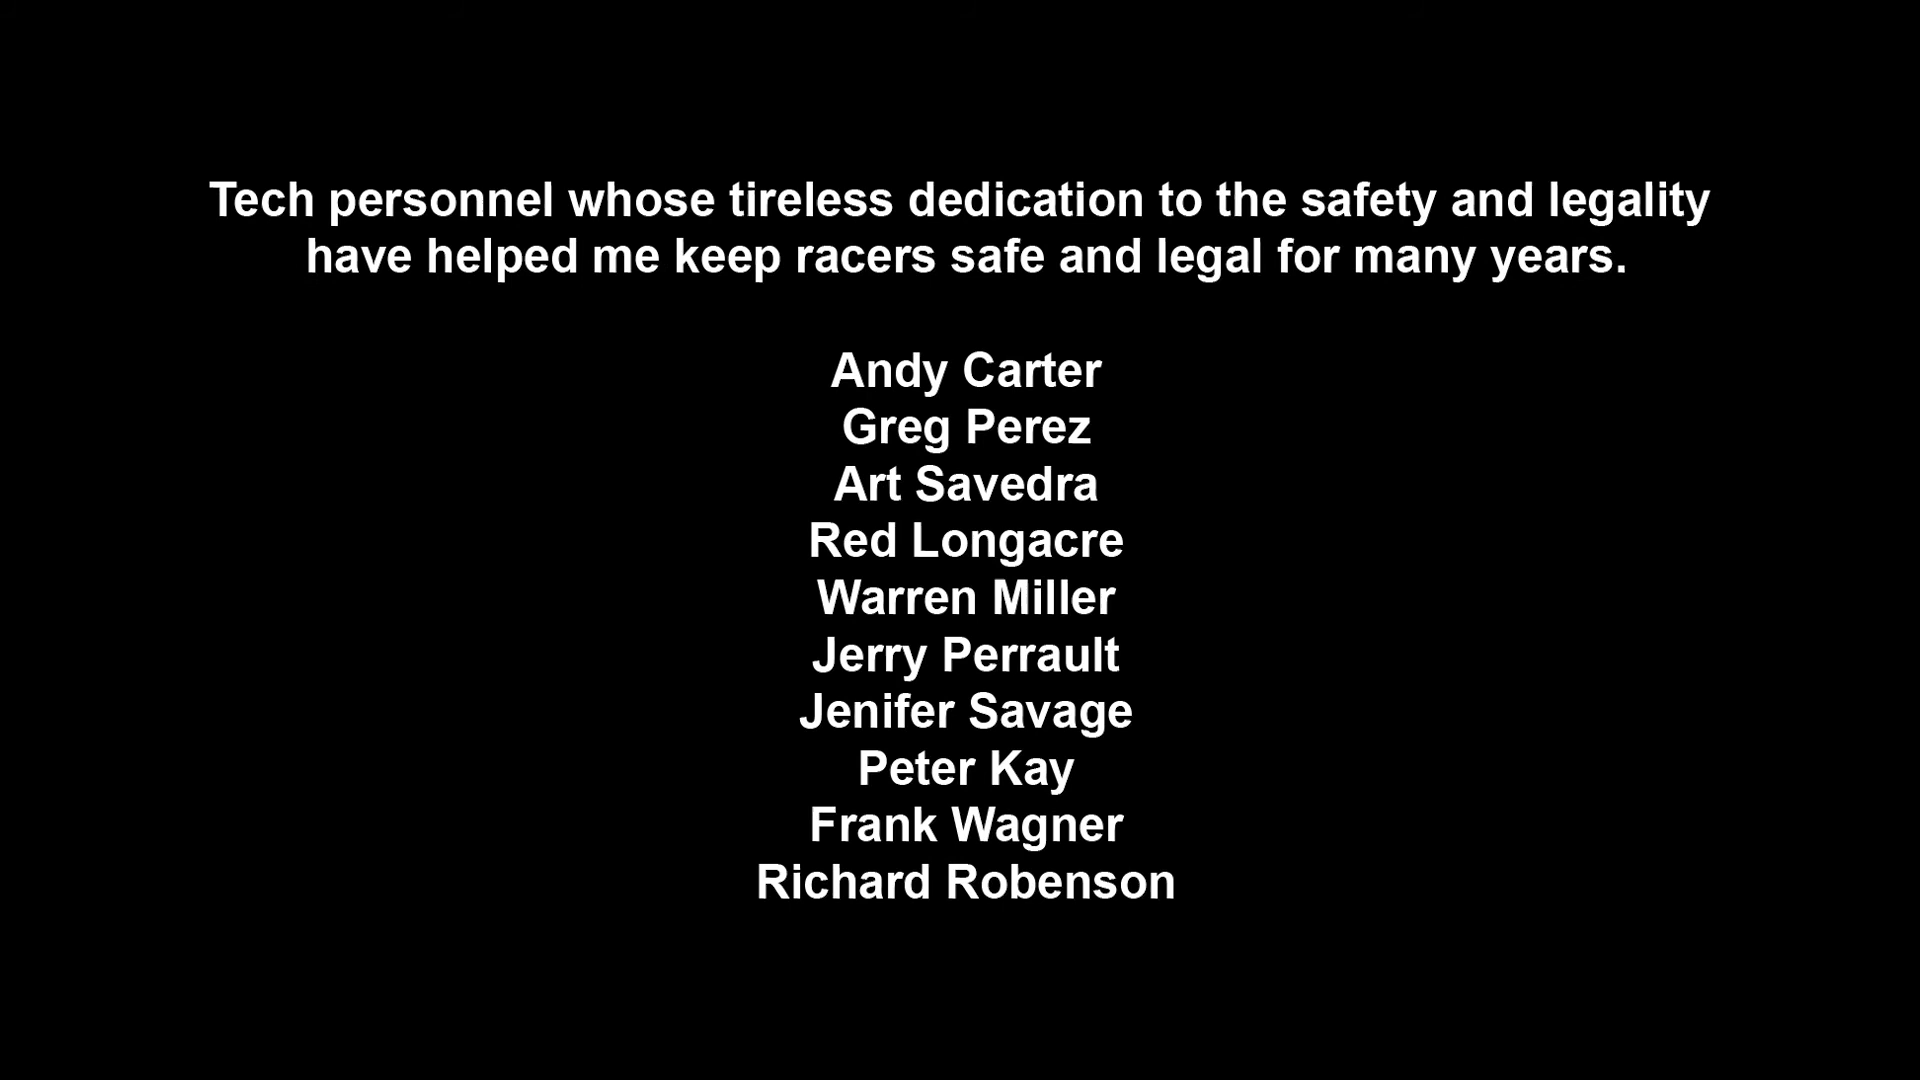 Tech personnel whose tireless dedication to the safety and legality
have helped me keep racers safe and legal for many years.
Andy Carter
Greg Perez
Art Savedra
Red Longacre
Warren Miller
Jerry Perrault
Jenifer Savage
Peter Kay
Frank Wagner
Richard Robenson